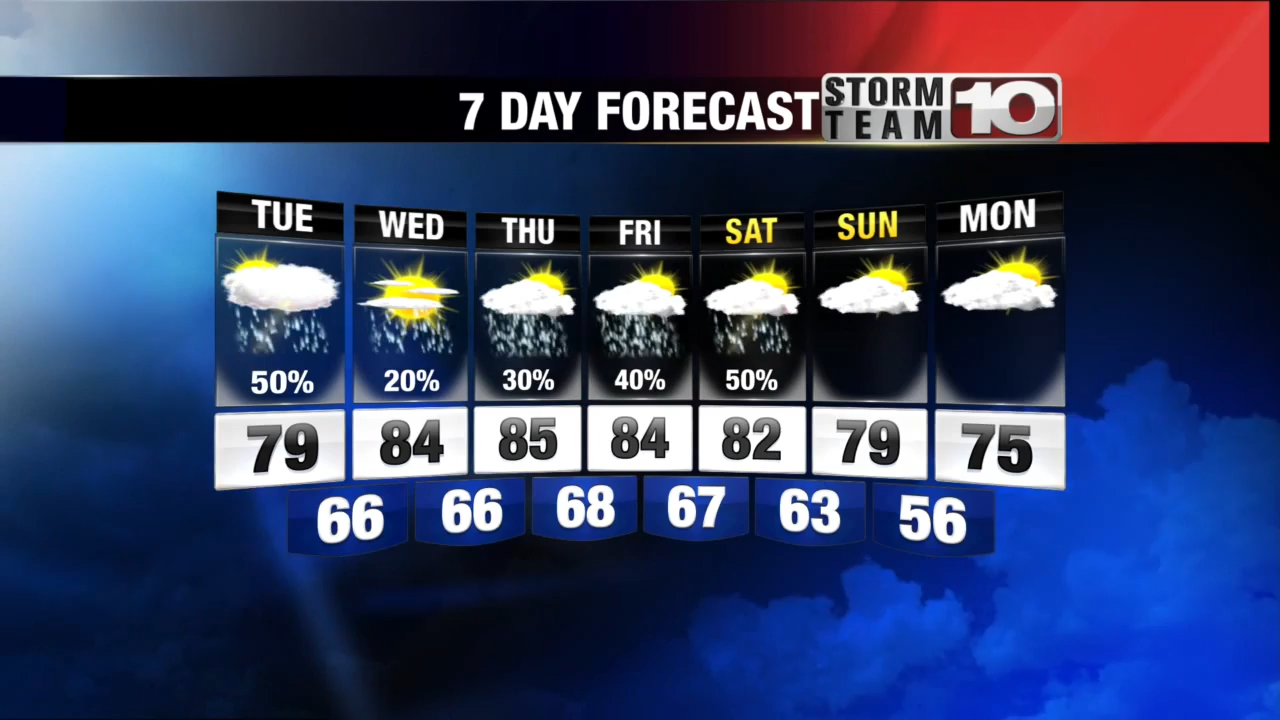 7 DAY FORECAST STORM TEAM 10
TUE WED THU FRI SAT SUN MON
50% 20% 30% 40% 50%
79 84 85 84 82 79 75
66 66 68 67 63 56